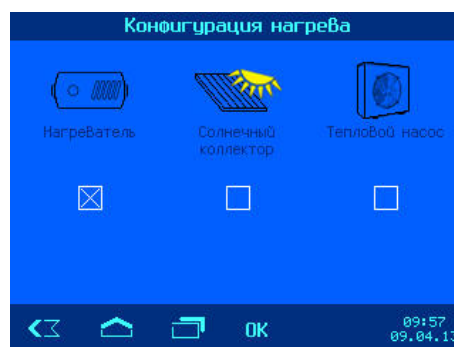 Конфигурация нагрева
Нагреватель
Солнечный
коллектор
Тепловой насос
OK
09:57
09.04.13